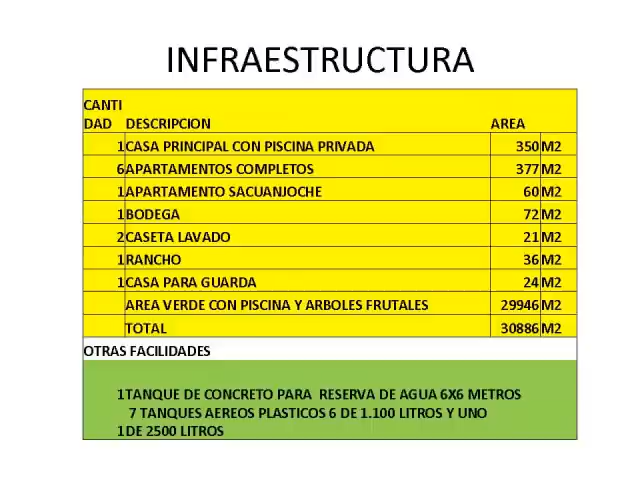 INFRAESTRUCTURA
CANTI
DAD DESCRIPCION AREA
1 CASA PRINCIPAL CON PISCINA PRIVADA 350 M2
6 APARTAMENTOS COMPLETOS 377 M2
1 APARTAMENTO SACUANJOCHE 60 M2
1 BODEGA 72 M2
2 CASETA LAVADO 21 M2
1 RANCHO 36 M2
1 CASA PARA GUARDA 24 M2
AREA VERDE CON PISCINA Y ARBOLES FRUTALES 29946 M2
TOTAL 30886 M2
OTRAS FACILIDADES
1 TANQUE DE CONCRETO PARA RESERVA DE AGUA 6X6 METROS
7 TANQUES AEREOS PLASTICOS 6 DE 1.100 LITROS Y UNO
1 DE 2500 LITROS